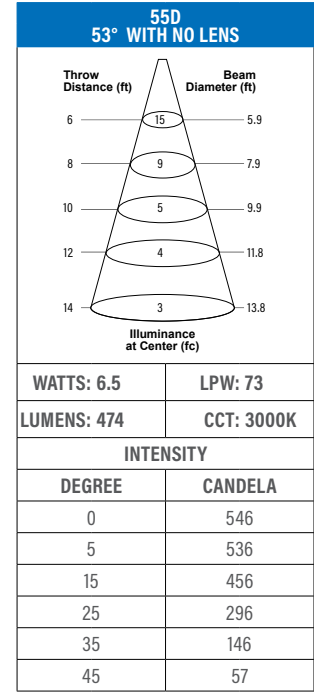 55D
53° WITH NO LENS
Throw Beam
Distance (ft) Diameter (ft)
6 15 5.9
8 9 7.9
10 5 9.9
12 4 11.8
14 3 13.8
Illuminance
at Center (fc)
WATTS: 6.5 LPW: 73
LUMENS: 474 CCT: 3000K
INTENSITY
DEGREE CANDELA
0 546
5 536
15 456
25 296
35 146
45 57